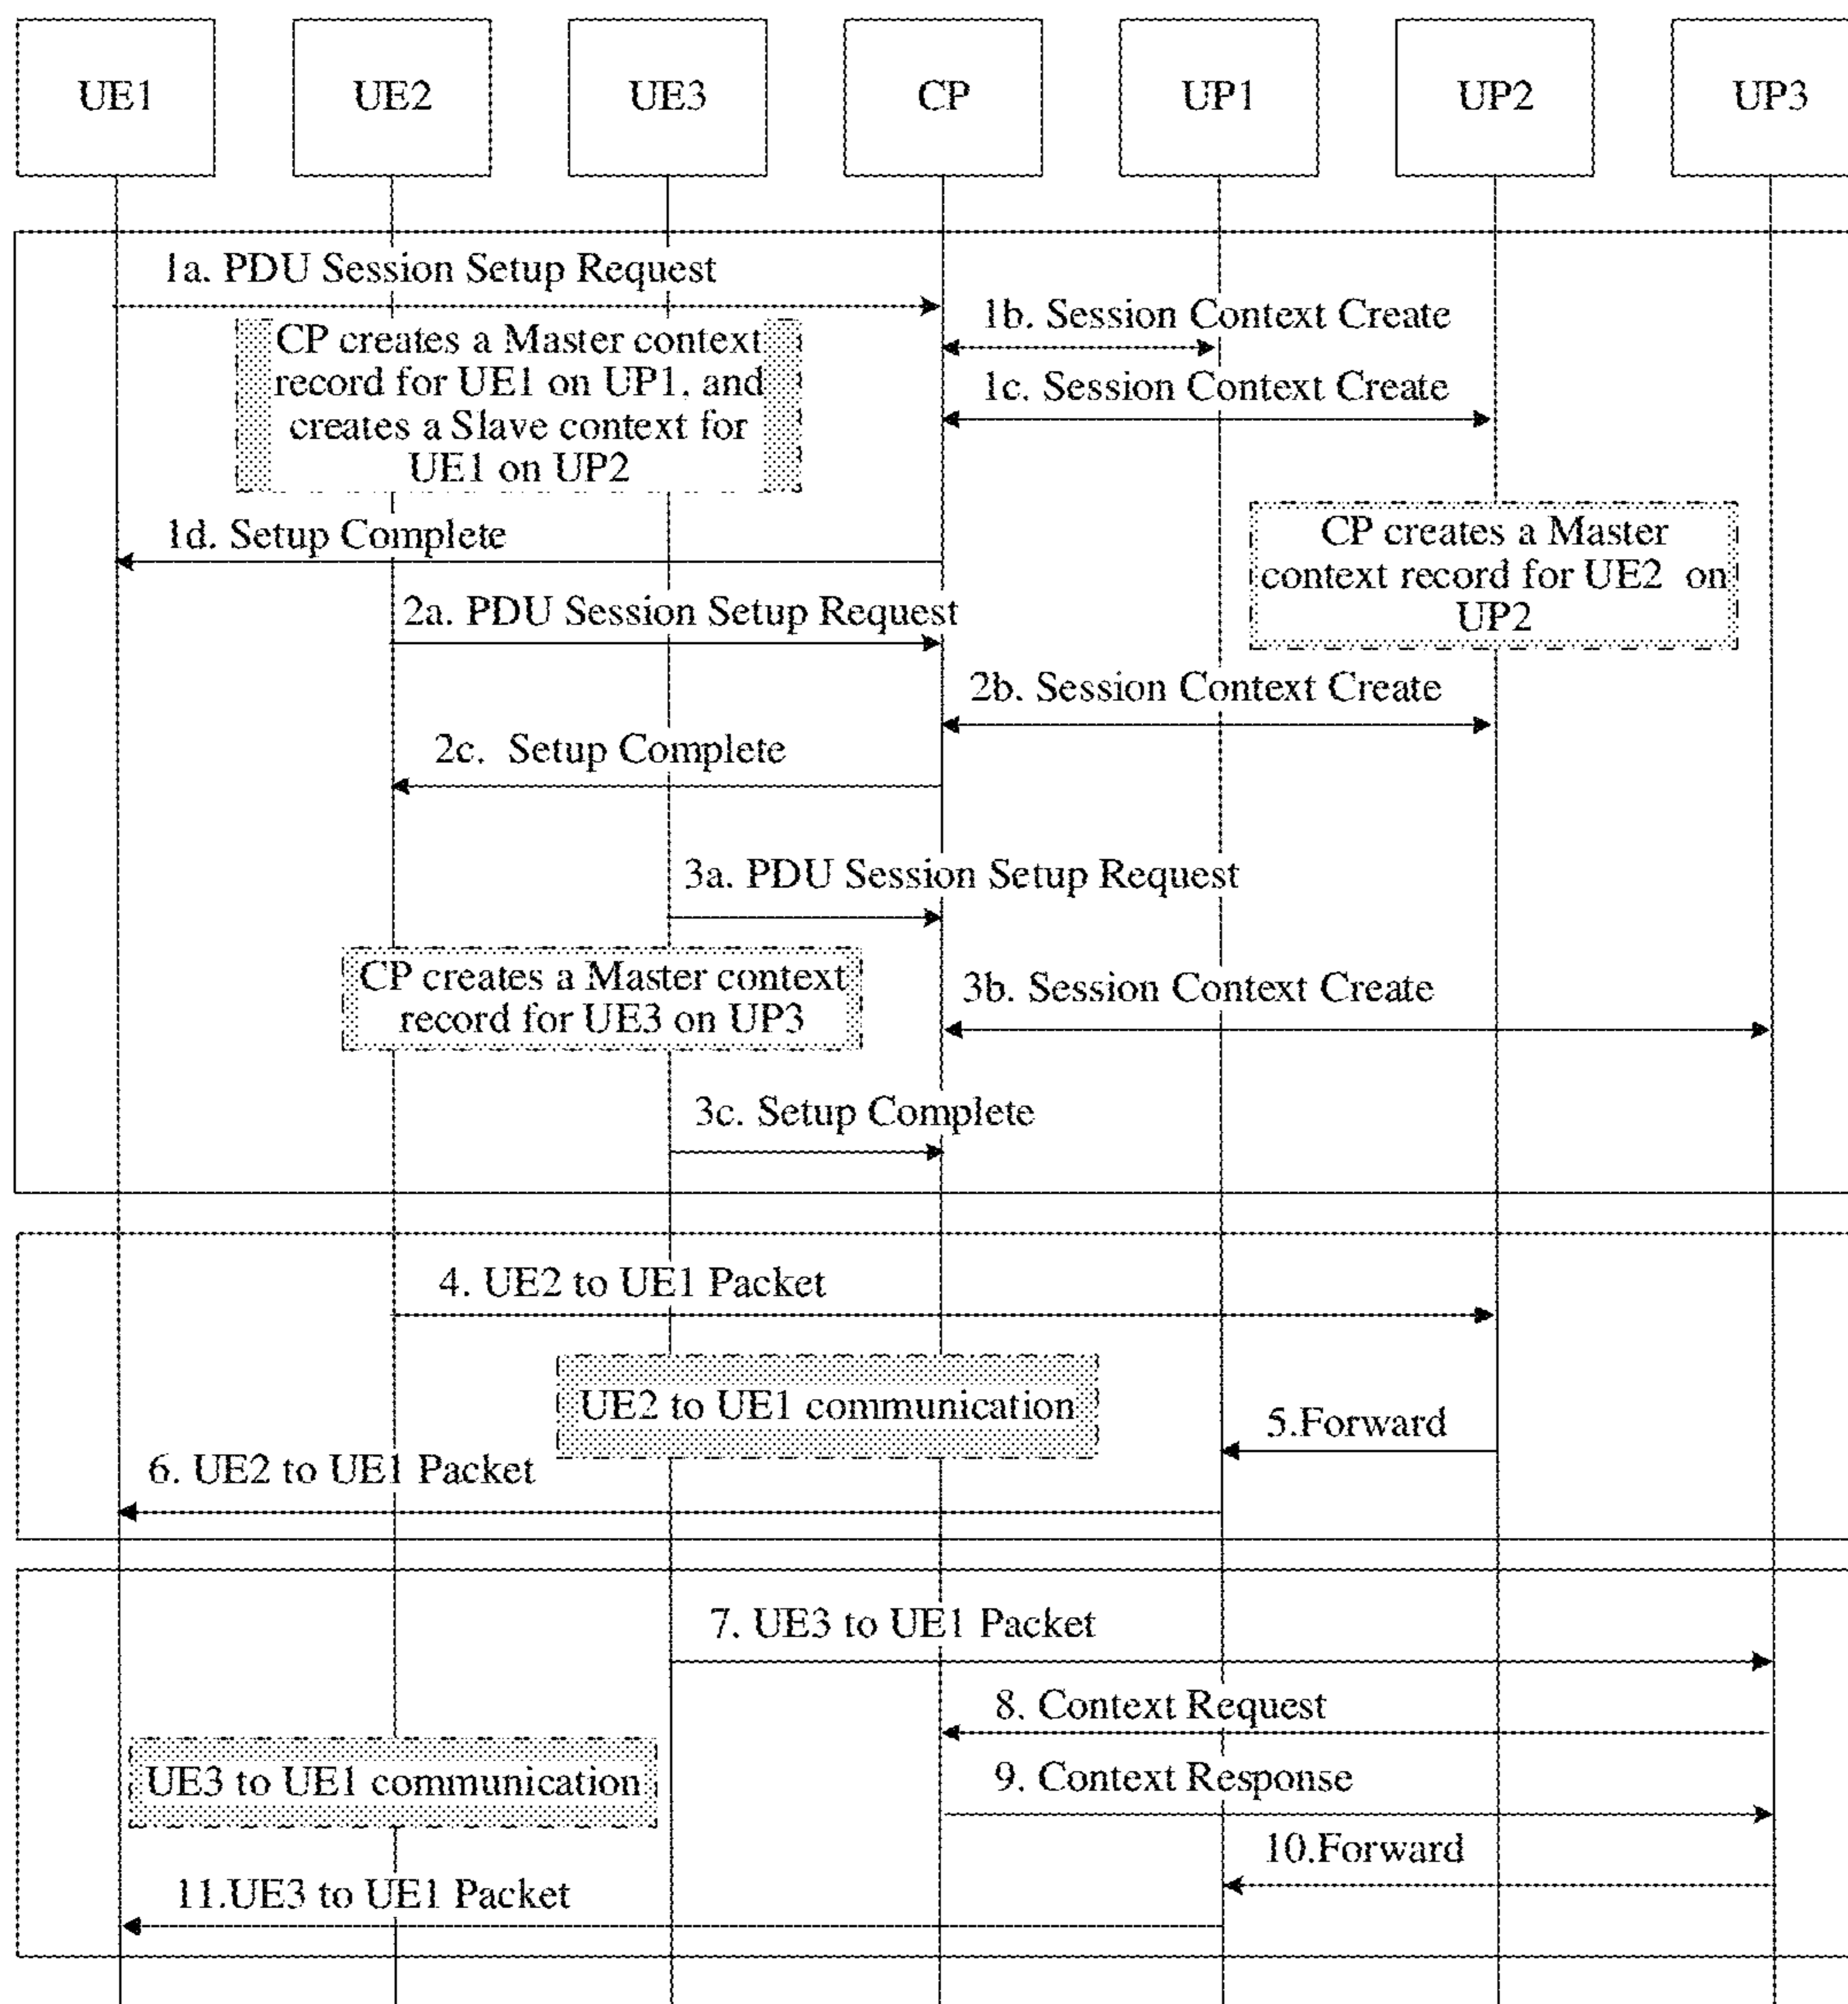 UE1
UE2
UE3
CP
UP1
UP2
UP3
1a. PDU Session Setup Request
1b. Session Context Create
CP creates a Master context
record for UE1 on UP1, and
creates a Slave context for
UE1 on UP2
1c. Session Context Create
1d. Setup Complete
CP creates a Master
context record for UE2 on
UP2
2a. PDU Session Setup Request
2b. Session Context Create
2c. Setup Complete
3a. PDU Session Setup Request
CP creates a Master context
record for UE3 on UP3
3b. Session Context Create
3c. Setup Complete
4. UE2 to UE1 Packet
UE2 to UE1 communication
5.Forward
6. UE2 to UE1 Packet
7. UE3 to UE1 Packet
8. Context Request
UE3 to UE1 communication
9. Context Response
10.Forward
11.UE3 to UE1 Packet